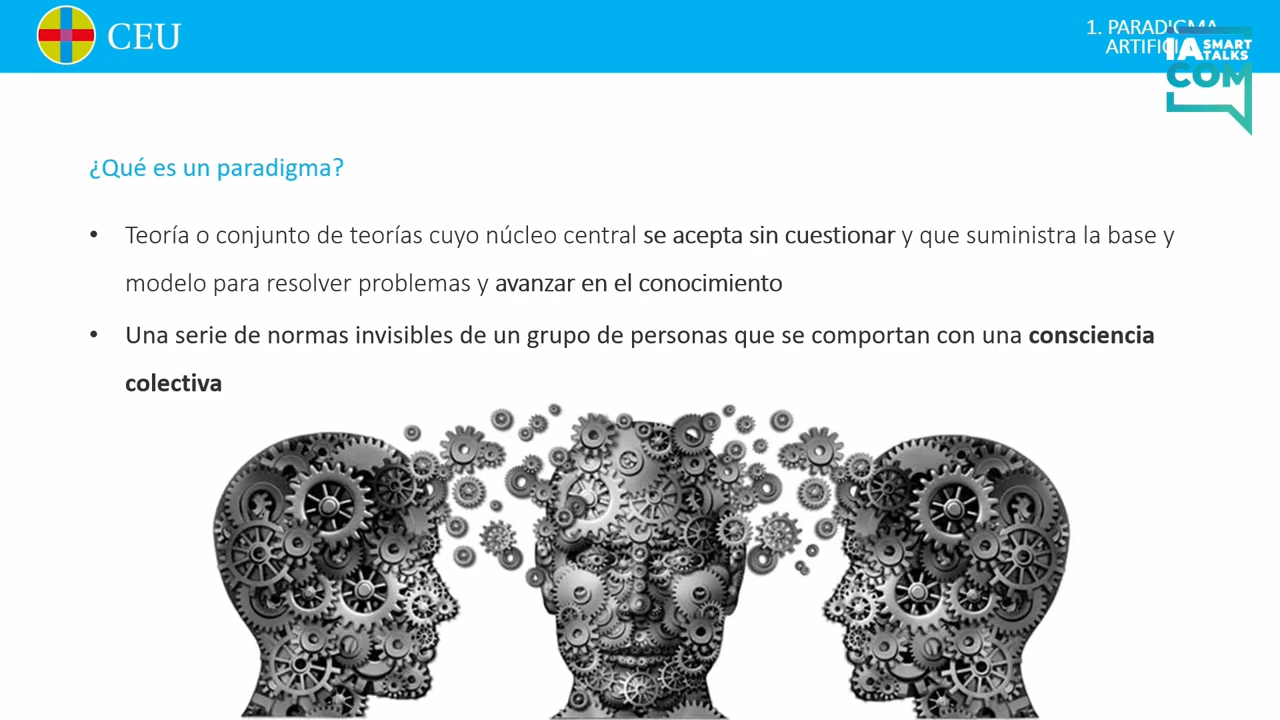 CEU
1. PARADIGMA
IA SMART
TALKS
COM
¿Qué es un paradigma?
• Teoría o conjunto de teorías cuyo núcleo central se acepta sin cuestionar y que suministra la base y
modelo para resolver problemas y avanzar en el conocimiento
• Una serie de normas invisibles de un grupo de personas que se comportan con una consciencia
colectiva